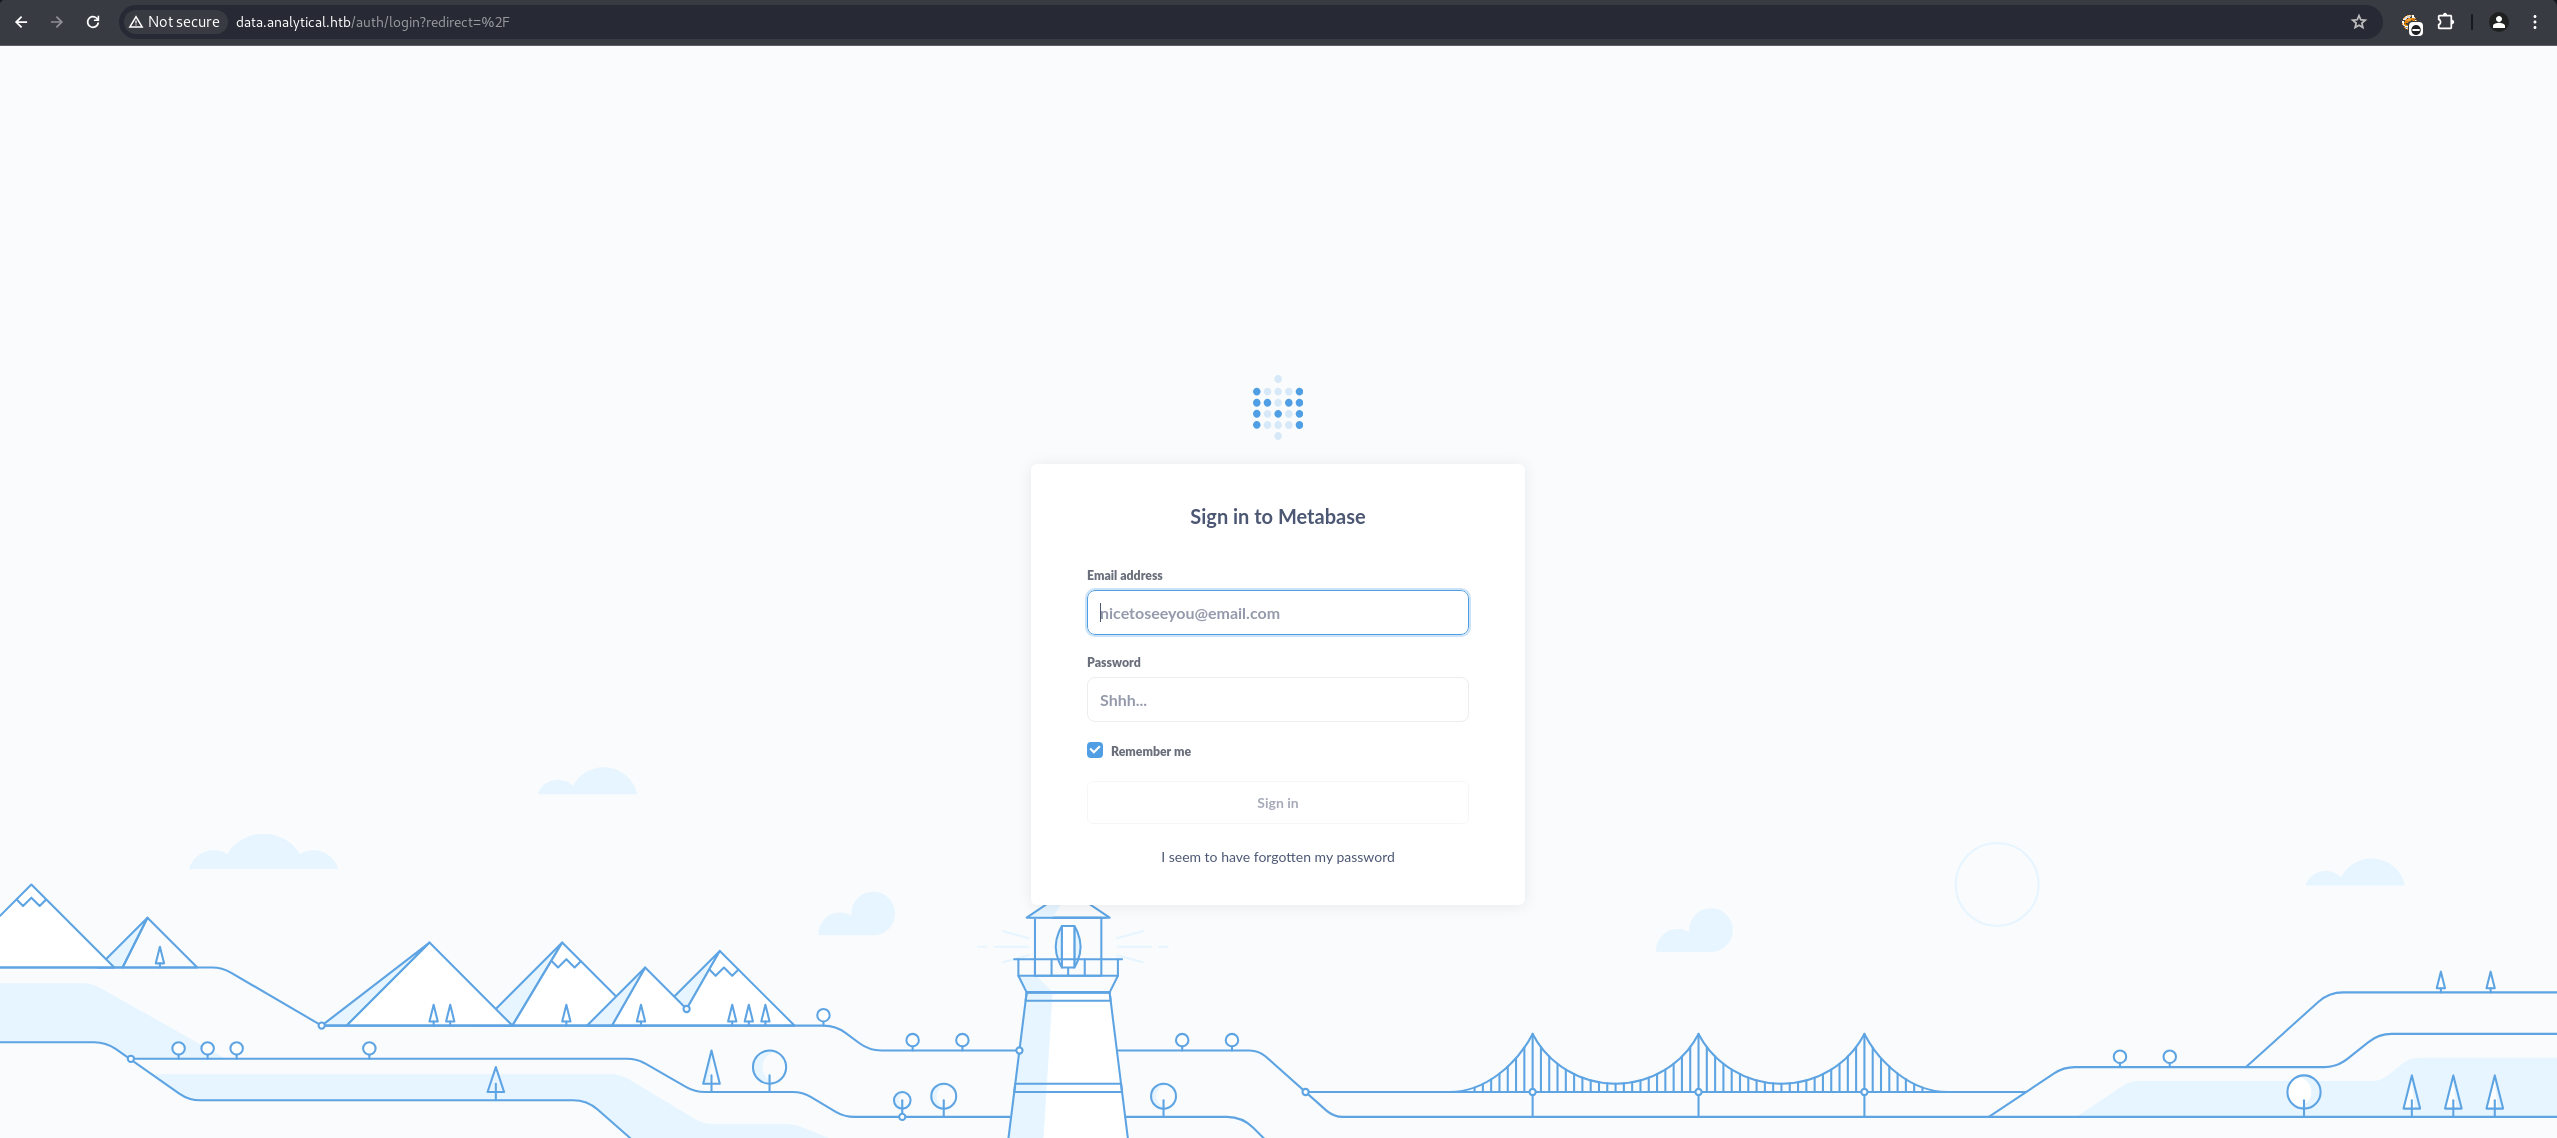 Not secure data.analytical.htb/auth/login?redirect=%2F
Sign in to Metabase
Email address
nicetoseeyou@email.com
Password
Shhh...
Remember me
Sign in
I seem to have forgotten my password